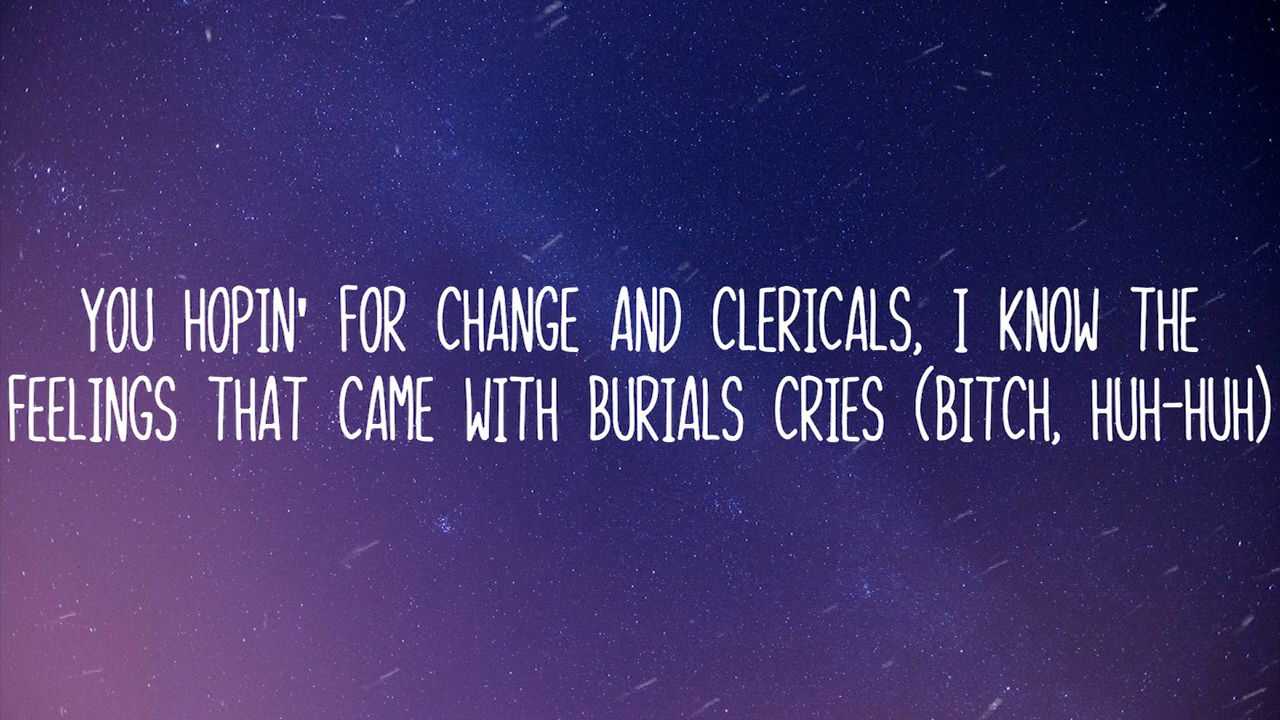 YOU HOPIN' FOR CHANGE AND CLERICALS, I KNOW THE
FEELINGS THAT CAME WITH BURIALS CRIES (BITCH, HUH-HUH)